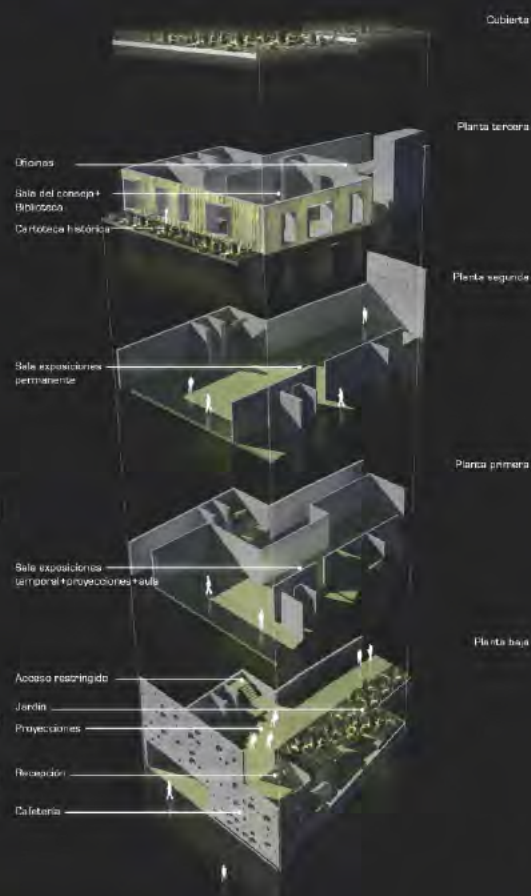 Cubierta
Planta tercera
Oficinas
Sala del consejo+
Biblioteca
Cartoteca histórica
Planta segunda
Sala exposiciones
permanente
Planta primera
Sala exposiciones
temporal+proyecciones+aula
Planta baja
Acceso restringido
Jardín
Proyecciones
Recepción
Cafetería